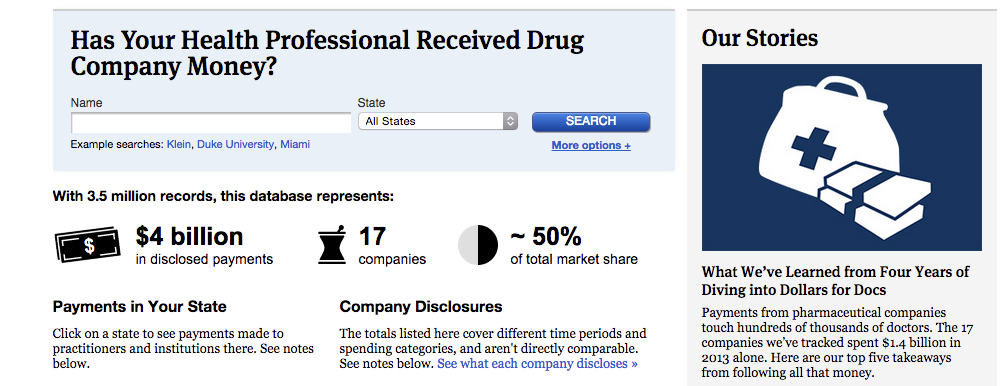 Has Your Health Professional Received Drug
Company Money?
Name
State
All States
SEARCH
Example searches: Klein, Duke University, Miami
More options +
With 3.5 million records, this database represents:
$
$4 billion
in disclosed payments
17
companies
~ 50%
of total market share
Payments in Your State
Click on a state to see payments made to
practitioners and institutions there. See notes
below.
Company Disclosures
The totals listed here cover different time periods and
spending categories, and aren't directly comparable.
See notes below. See what each company discloses »
Our Stories
What We've Learned from Four Years of
Diving into Dollars for Docs
Payments from pharmaceutical companies
touch hundreds of thousands of doctors. The 17
companies we've tracked spent $1.4 billion in
2013 alone. Here are our top five takeaways
from following all that money.